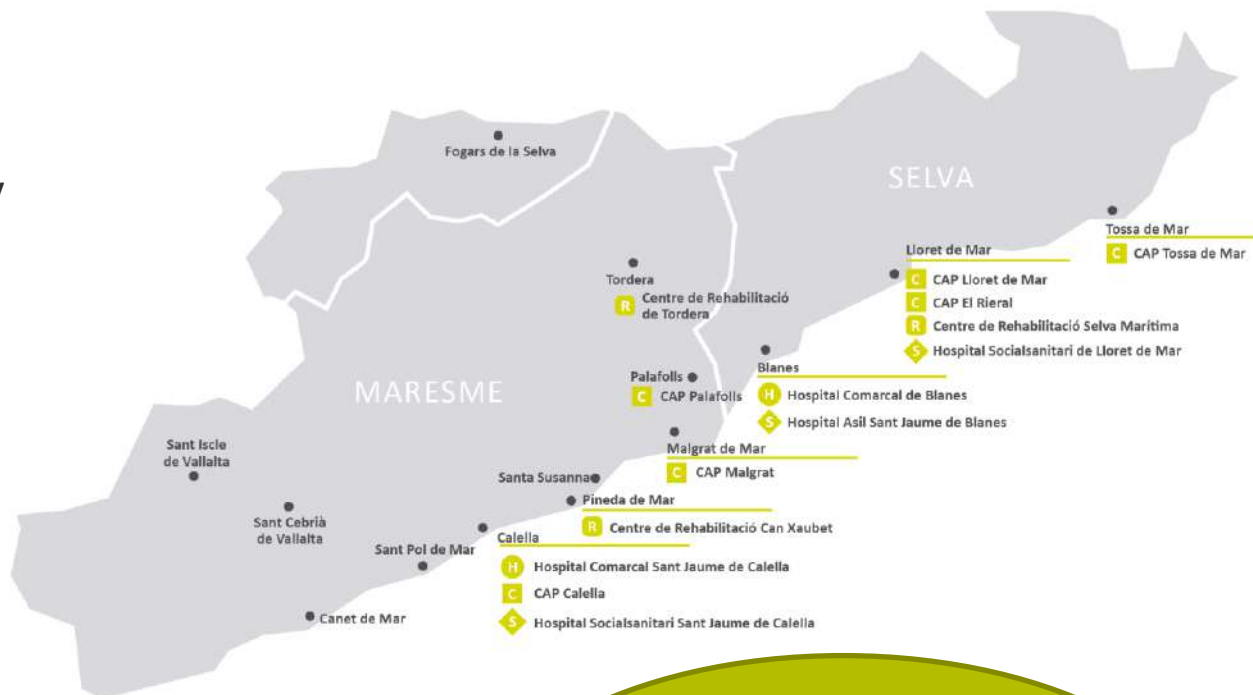 Fogars de la Selva
SELVA
Tossa de Mar
C CAP Tossa de Mar
Lloret de Mar
C CAP Lloret de Mar
C CAP El Rieral
R Centre de Rehabilitació Selva Marítima
S Hospital Socialsanitari de Lloret de Mar
Tordera
R Centre de Rehabilitació
de Tordera
Blanes
H Hospital Comarcal de Blanes
S Hospital Asil Sant Jaume de Blanes
Palafolls
C CAP Palafolls
MARESME
Malgrat de Mar
C CAP Malgrat
Sant Iscle
de Vallalta
Santa Susanna
Pineda de Mar
R Centre de Rehabilitació Can Xaubet
Sant Cebrià
de Vallalta
Sant Pol de Mar
Calella
H Hospital Comarcal Sant Jaume de Calella
C CAP Calella
S Hospital Socialsanitari Sant Jaume de Calella
Canet de Mar